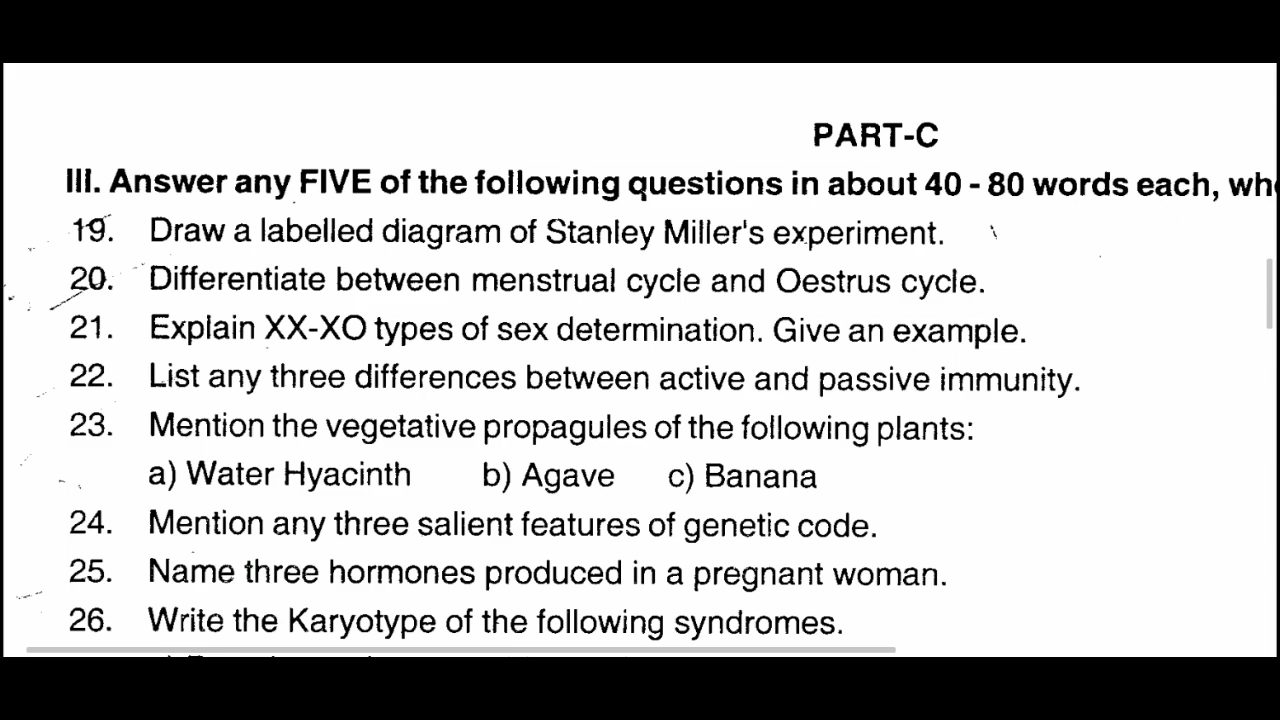 PART-C
III. Answer any FIVE of the following questions in about 40 - 80 words each,
19. Draw a labelled diagram of Stanley Miller's experiment.
20. Differentiate between menstrual cycle and Oestrus cycle.
21. Explain XX-XO types of sex determination. Give an example.
22. List any three differences between active and passive immunity.
23. Mention the vegetative propagules of the following plants:
a) Water Hyacinth b) Agave c) Banana
24. Mention any three salient features of genetic code.
25. Name three hormones produced in a pregnant woman.
26. Write the Karyotype of the following syndromes.